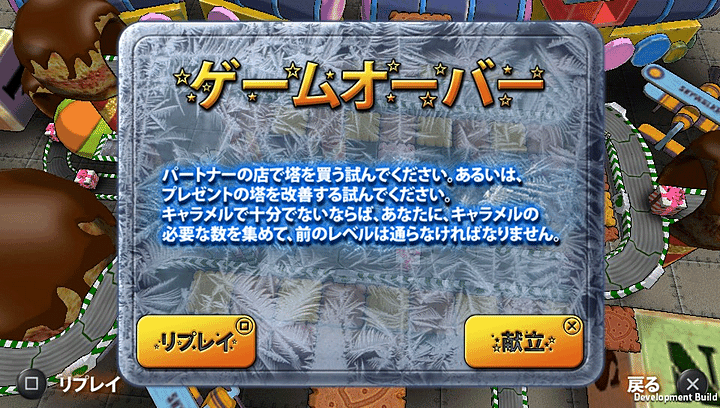 ゲームオーバー
パートナーの店で塔を買う試んでください。あるいは、
プレゼントの塔を改善する試んでください。
キャラメルで十分でないならば、あなたに、キャラメルの
必要な数を集めて、前のレベルは通らなければなりません。
リプレイ
献立
リプレイ
戻る
Development Build
N